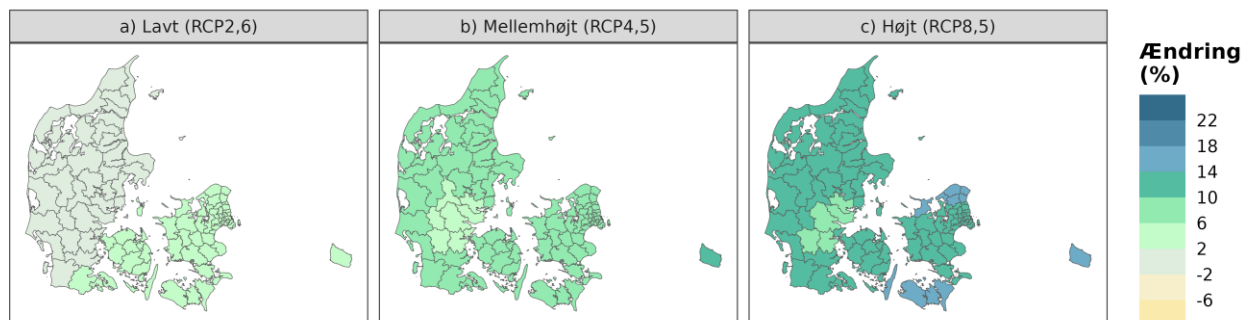 a) Lavt (RCP2,6)
b) Mellemhøjt (RCP4,5)
c) Højt (RCP8,5)
Ændring
(%)
22
18
14
10
6
2
-2
-6